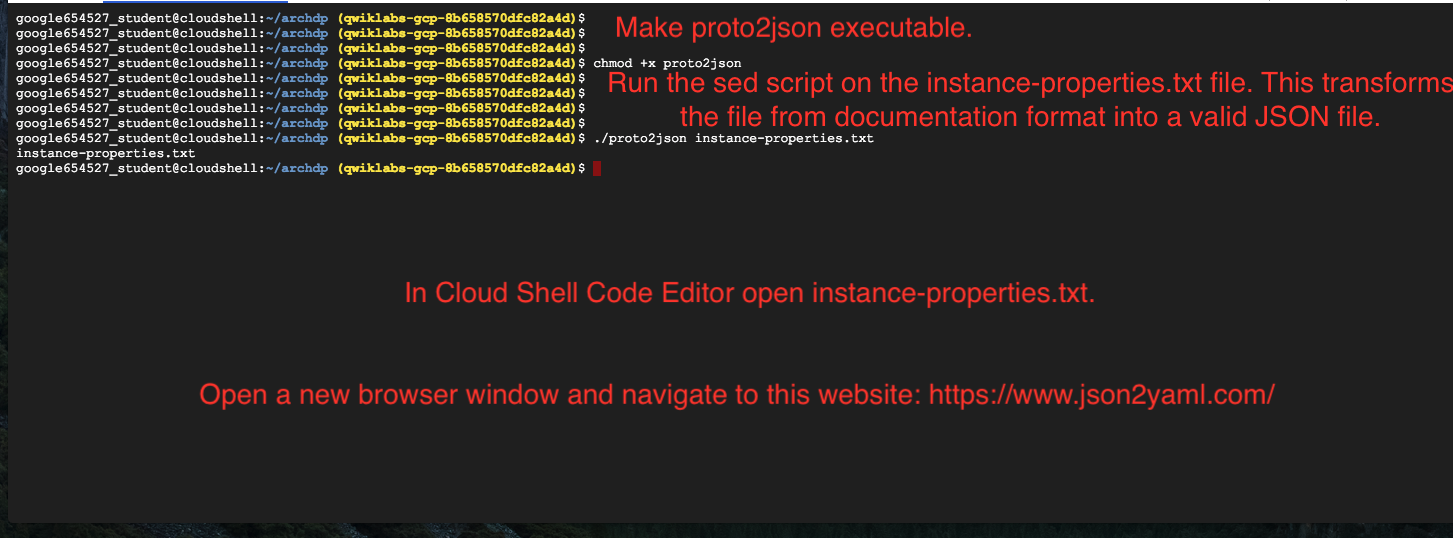 google654527_student@cloudshell:~/archdp (qwiklabs-gcp-8b658570dfc82a4d)$
Make proto2json executable.
google654527_student@cloudshell:~/archdp (qwiklabs-gcp-8b658570dfc82a4d)$
google654527_student@cloudshell:~/archdp (qwiklabs-gcp-8b658570dfc82a4d)$
google654527_student@cloudshell:~/archdp (qwiklabs-gcp-8b658570dfc82a4d)$ chmod +x proto2json
google654527_student@cloudshell:~/archdp (qwiklabs-gcp-8b658570dfc82a4d)$
Run the sed script on the instance-properties.txt file. This transforms
google654527_student@cloudshell:~/archdp (qwiklabs-gcp-8b658570dfc82a4d)$
google654527_student@cloudshell:~/archdp (qwiklabs-gcp-8b658570dfc82a4d)$
the file from documentation format into a valid JSON file.
google654527_student@cloudshell:~/archdp (qwiklabs-gcp-8b658570dfc82a4d)$
google654527_student@cloudshell:~/archdp (qwiklabs-gcp-8b658570dfc82a4d)$ ./proto2json instance-properties.txt
instance-properties.txt
google654527_student@cloudshell:~/archdp (qwiklabs-gcp-8b658570dfc82a4d)$
In Cloud Shell Code Editor open instance-properties.txt.
Open a new browser window and navigate to this website: https://www.json2yaml.com/